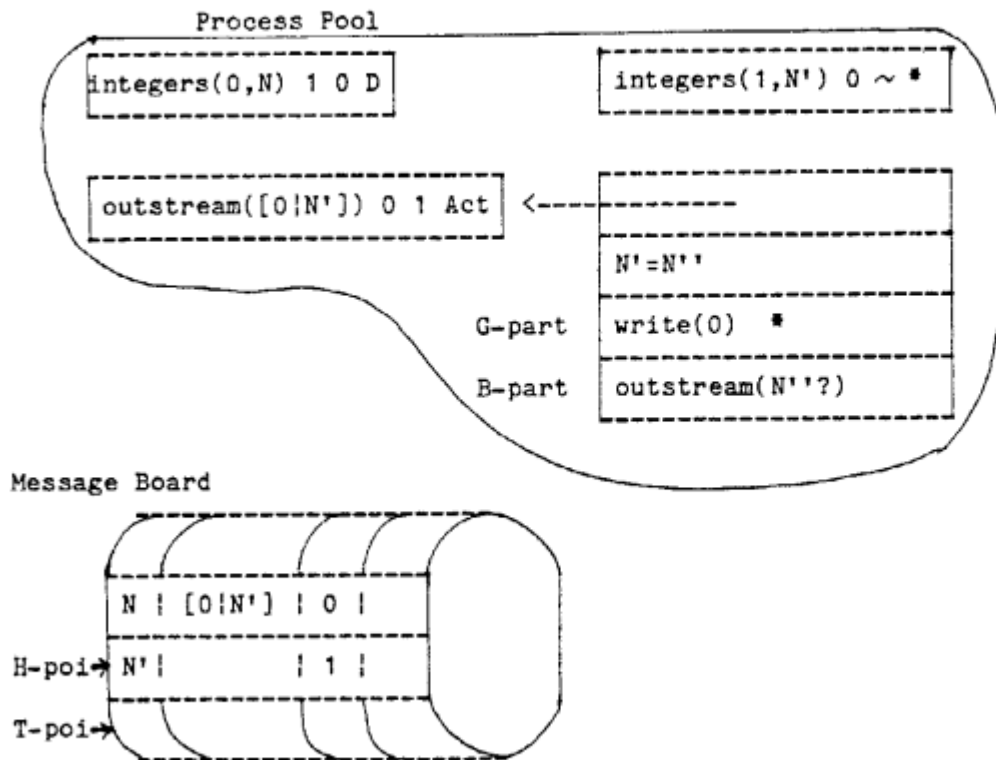 Process Pool
integers(0,N) 1 0 D
integers(1,N') 0 ~ *
outstream([0|N']) 0 1 Act
N'=N''
G-part write(0) *
B-part outstream(N''?)
Message Board
N | [0|N'] | 0 |
H-poi N' | | 1 |
T-poi